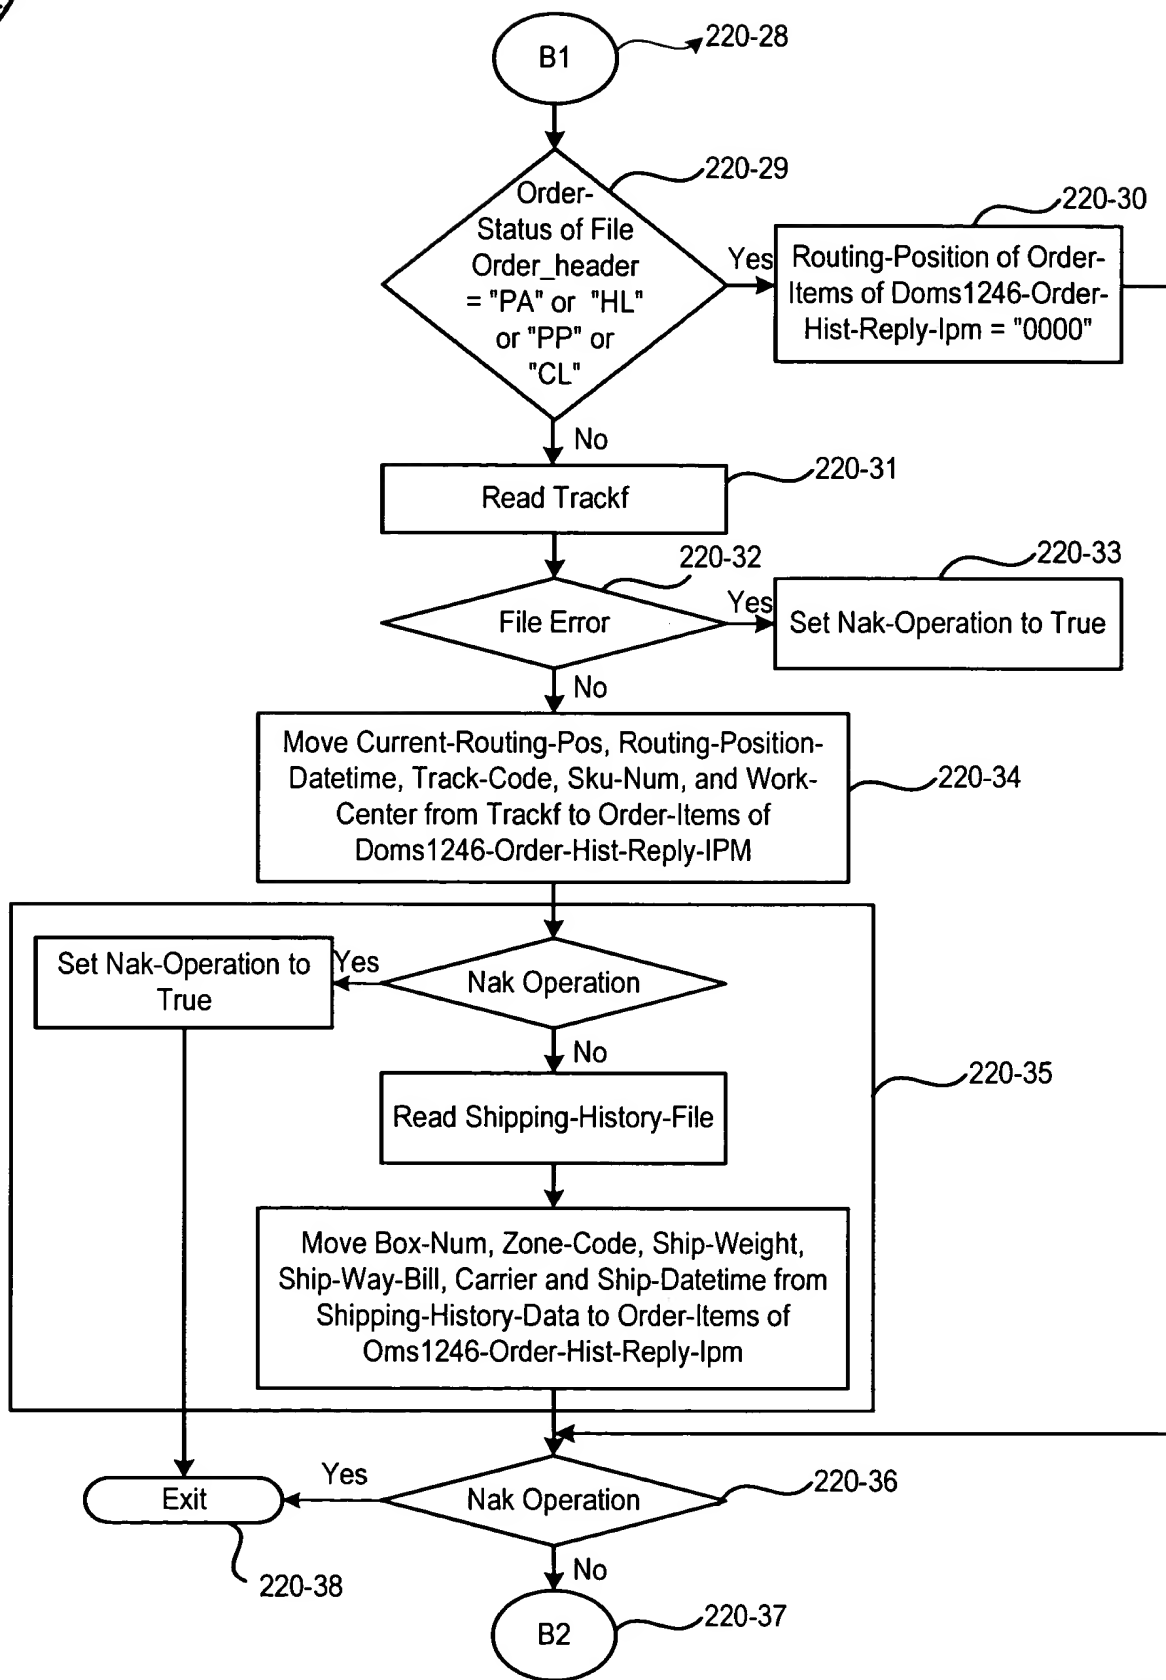 B1
220-28
220-29
Order-
Status of File
Order_header
= "PA" or "HL"
or "PP" or
"CL"
Yes
220-30
Routing-Position of Order-
Items of Doms1246-Order-
Hist-Reply-Ipm = "0000"
No
220-31
Read Trackf
220-32
File Error
Yes
220-33
Set Nak-Operation to True
No
Move Current-Routing-Pos, Routing-Position-
Datetime, Track-Code, Sku-Num, and Work-
Center from Trackf to Order-Items of
Doms1246-Order-Hist-Reply-IPM
220-34
Set Nak-Operation to
True
Yes
Nak Operation
No
220-35
Read Shipping-History-File
Move Box-Num, Zone-Code, Ship-Weight,
Ship-Way-Bill, Carrier and Ship-Datetime from
Shipping-History-Data to Order-Items of
Oms1246-Order-Hist-Reply-Ipm
Exit
Yes
Nak Operation
220-36
220-38
No
B2
220-37